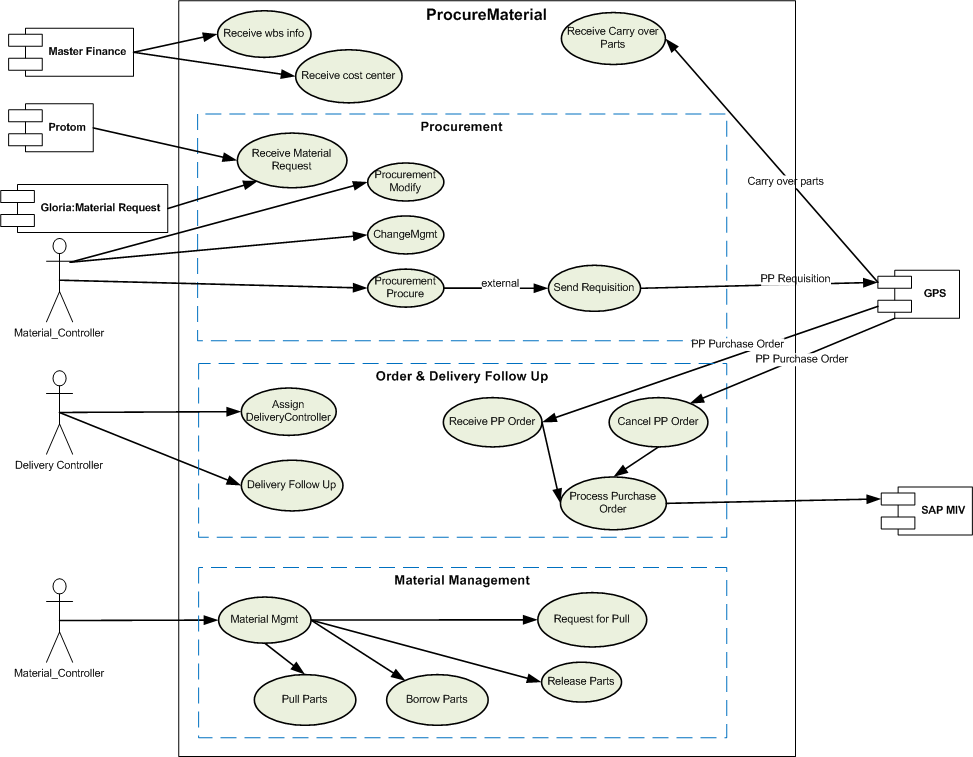 ProcureMaterial
Master Finance
Receive wbs info
Receive cost center
Receive Carry over
Parts
Protom
Procurement
Receive Material
Request
Procurement
Modify
Carry over parts
Gloria:Material Request
ChangeMgmt
Material_Controller
Procurement
Procure
external
Send Requisition
PP Requisition
GPS
PP Purchase Order
PP Purchase Order
Order & Delivery Follow Up
Delivery Controller
Assign
DeliveryController
Receive PP Order
Cancel PP Order
Delivery Follow Up
Process Purchase
Order
SAP MIV
Material Management
Material_Controller
Material Mgmt
Request for Pull
Pull Parts
Borrow Parts
Release Parts